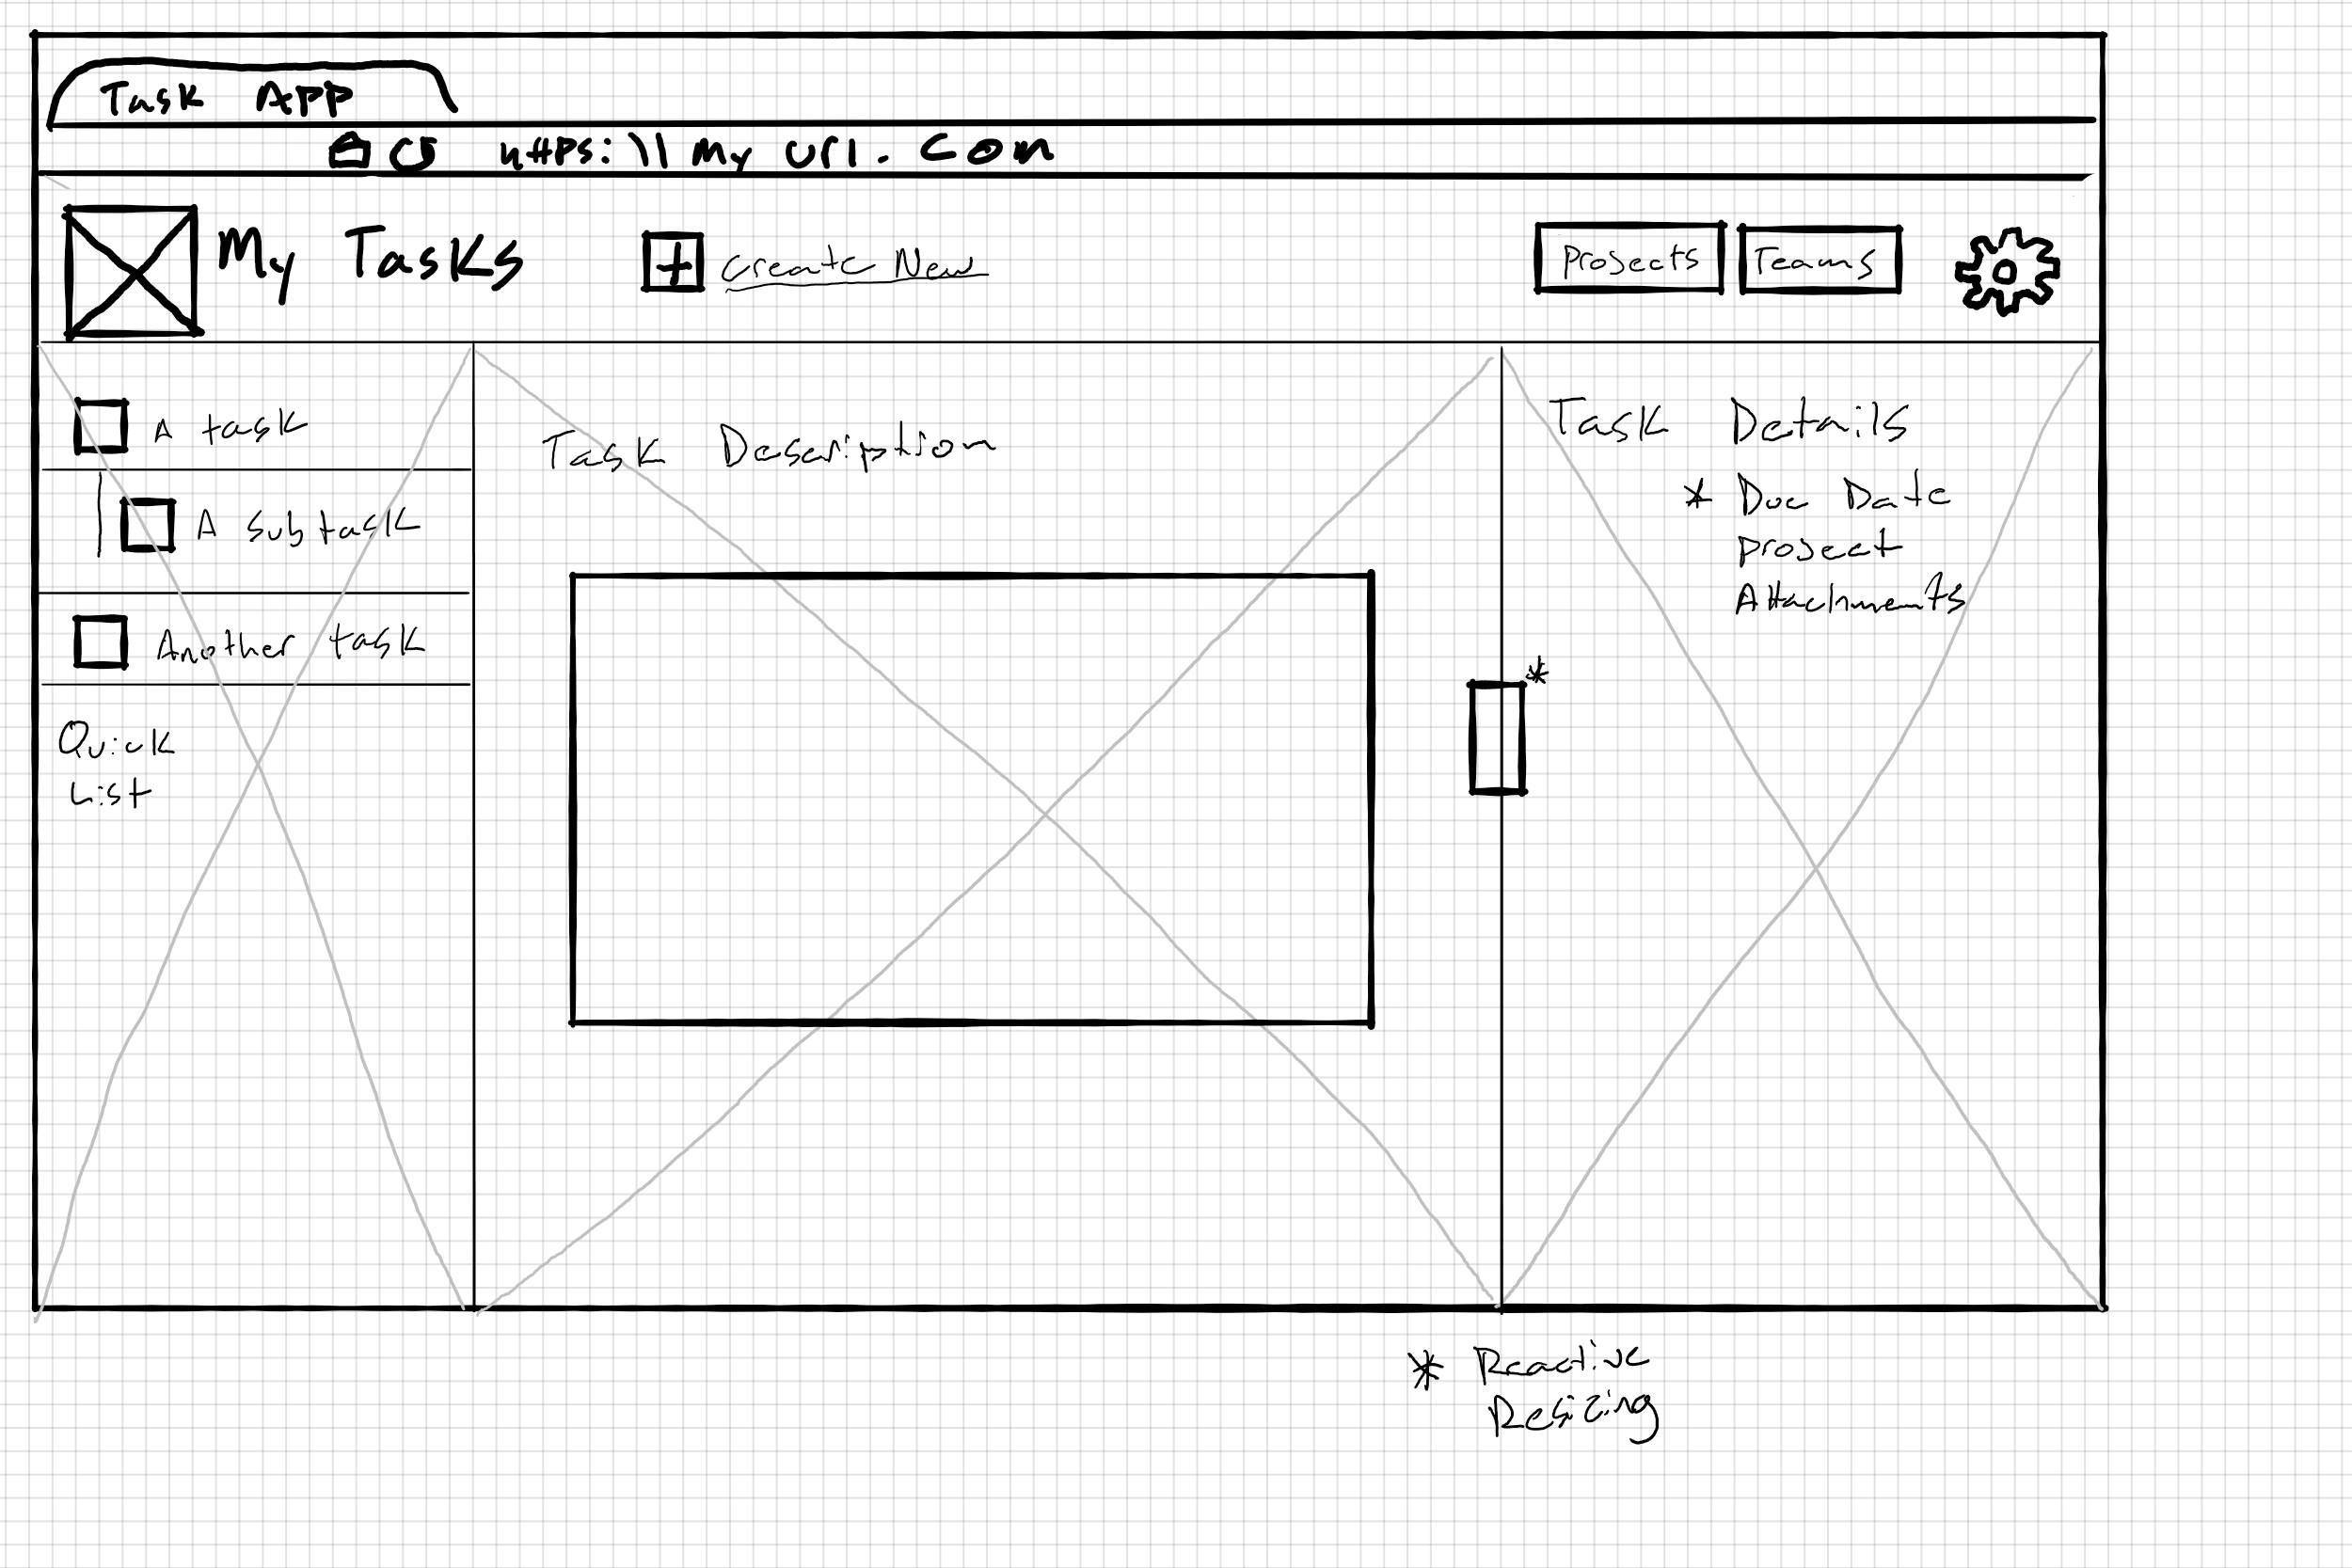 Task App
https:\\ my url. com
My Tasks
+ Create New
Projects
Teams
A task
A subtask
Another task
Quick
List
Task Description
Task Details
* Due Date
Project
Attachments
*
* Reactive
Resizing